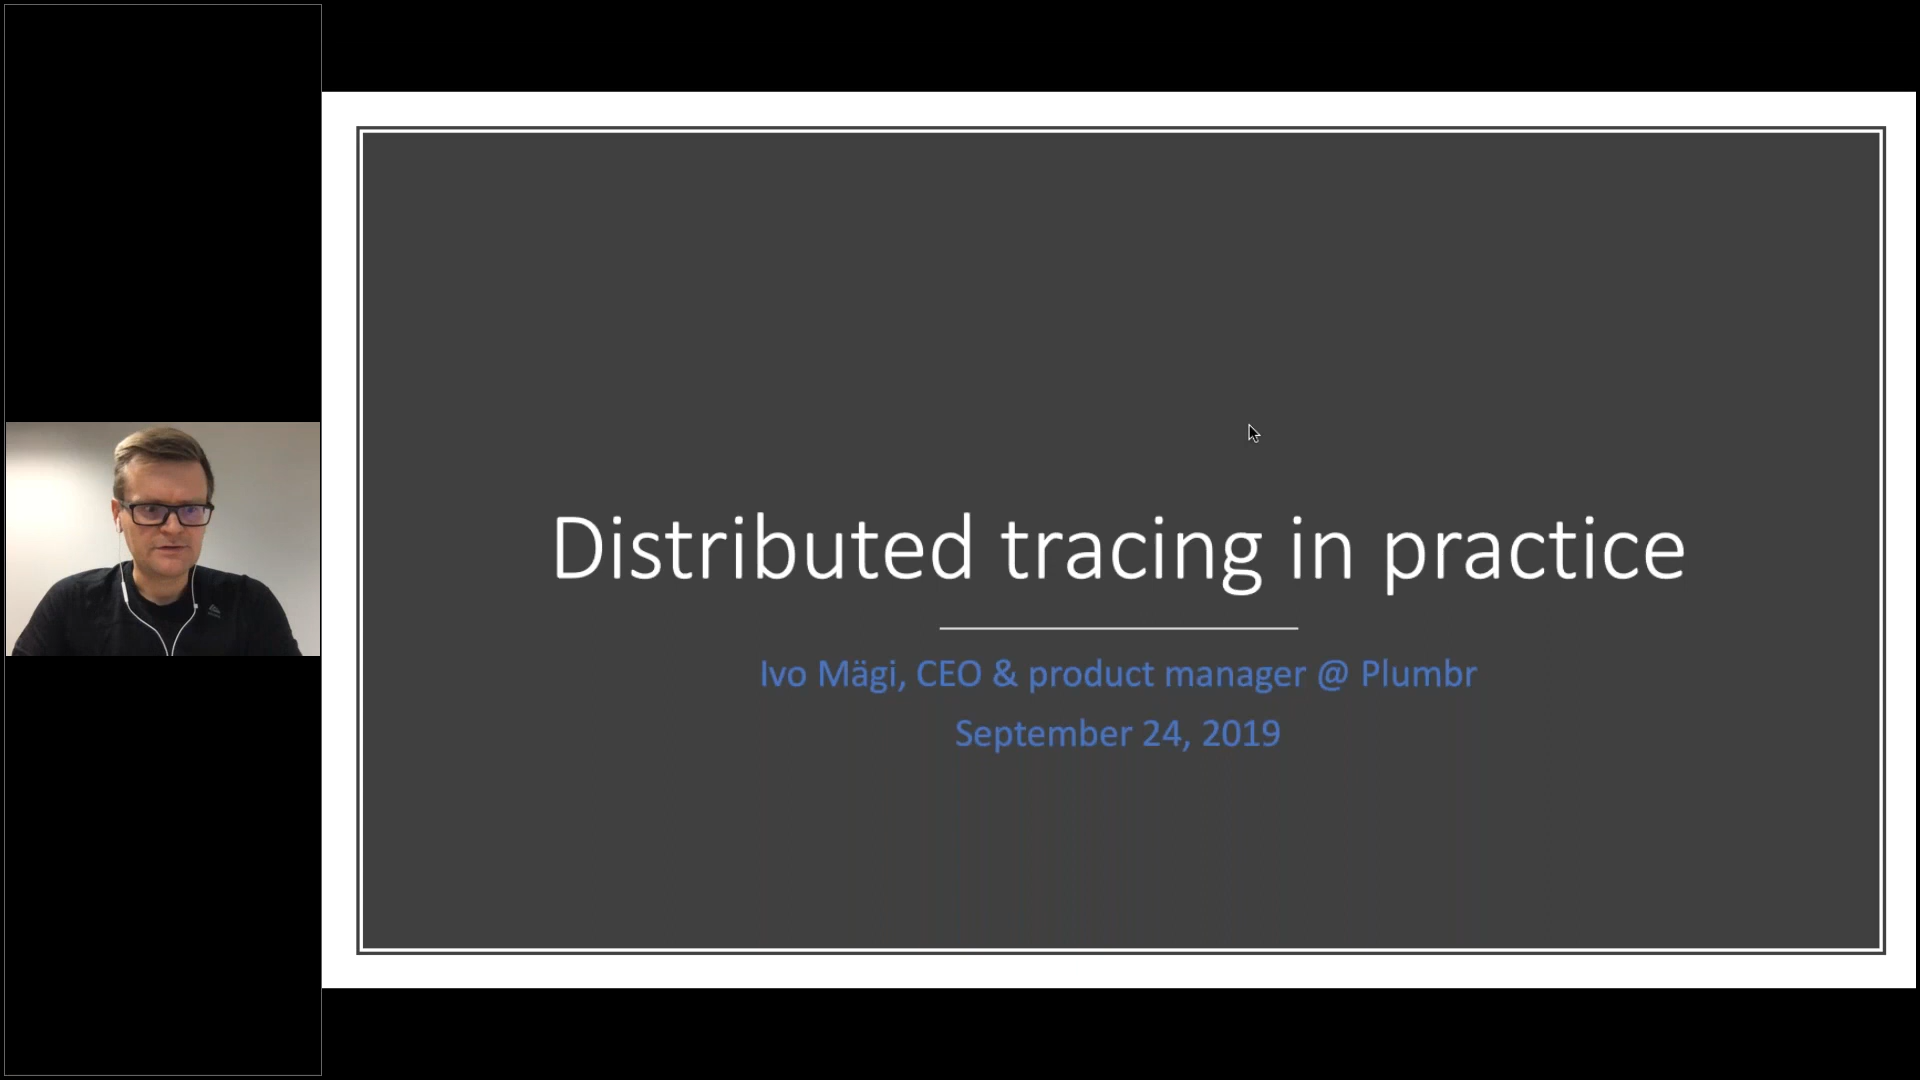 Distributed tracing in practice
Ivo Mägi, CEO & product manager @ Plumbr
September 24, 2019